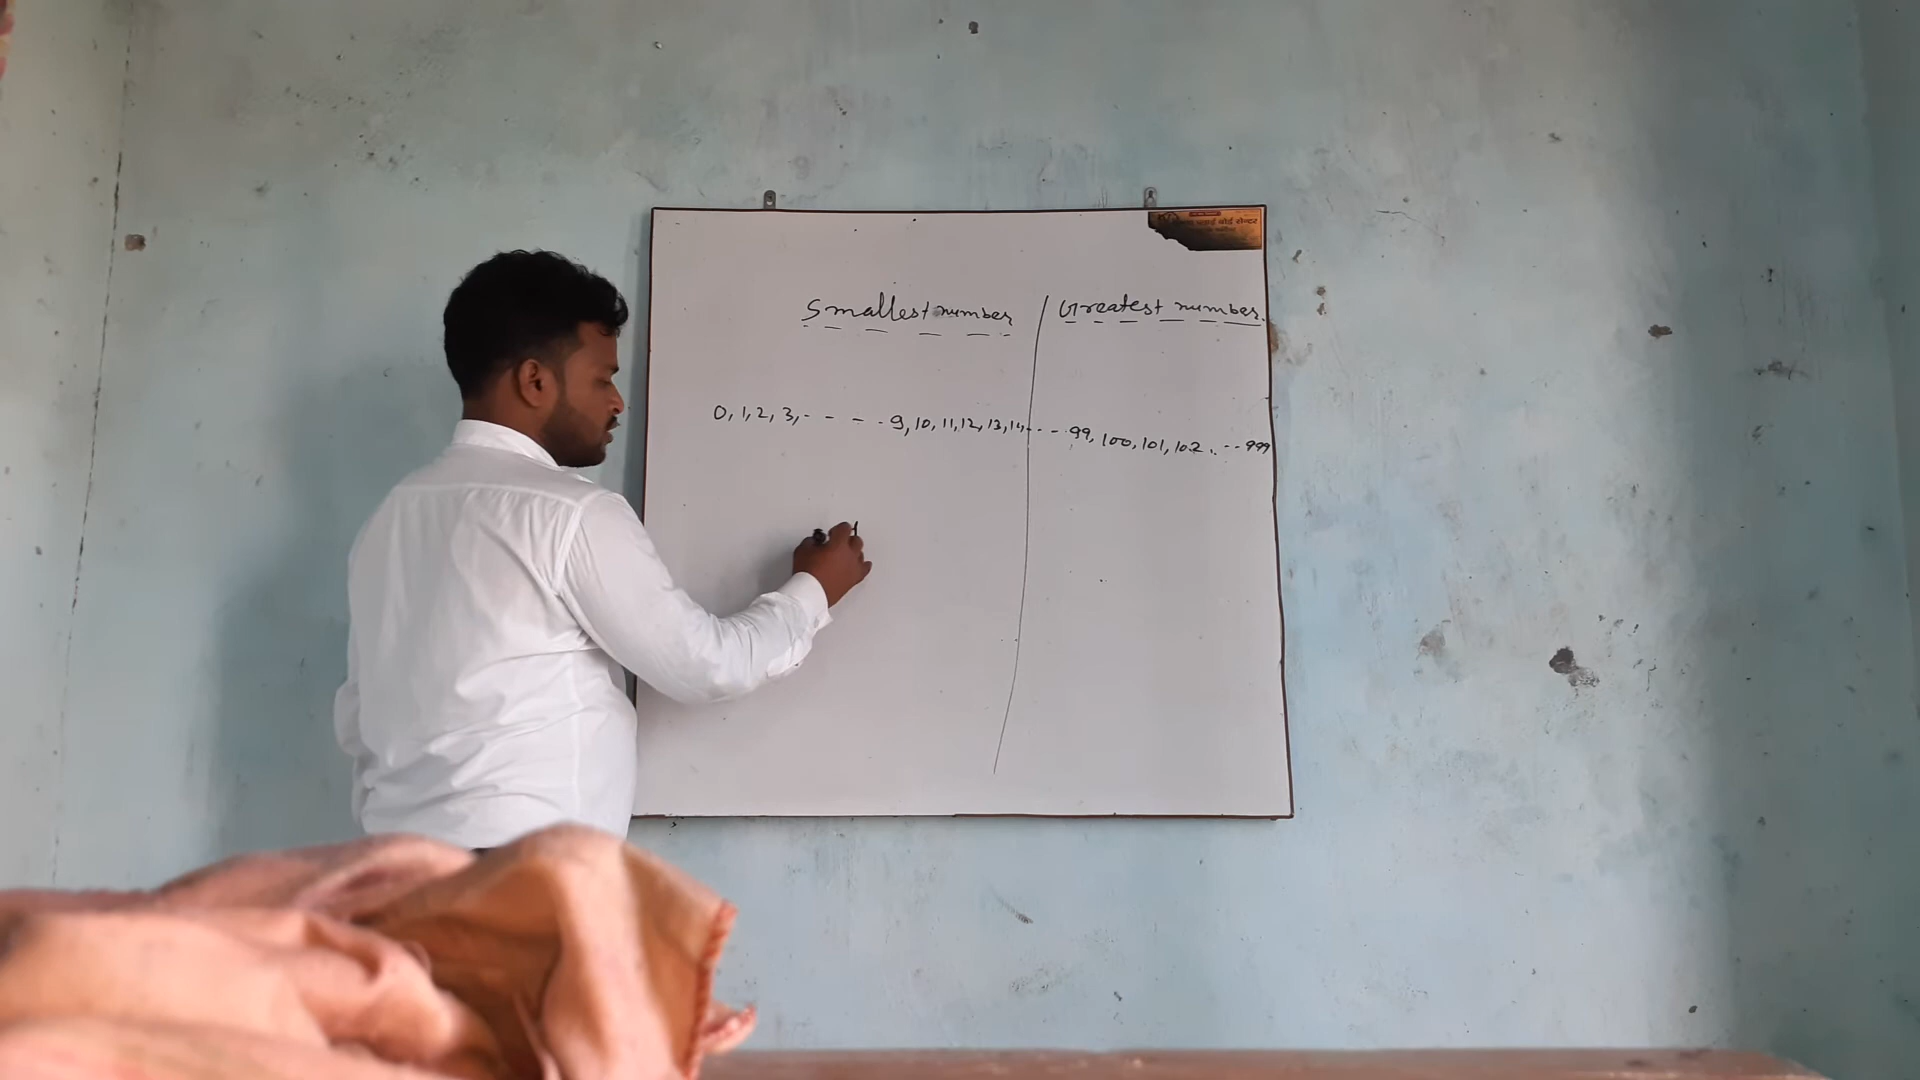 Smallest number
Greatest number.
0, 1, 2, 3, - - - - - 9, 10, 11, 12, 13, 14, - - - - 99, 100, 101, 102, . - - 999
बोर्ड सेन्टर